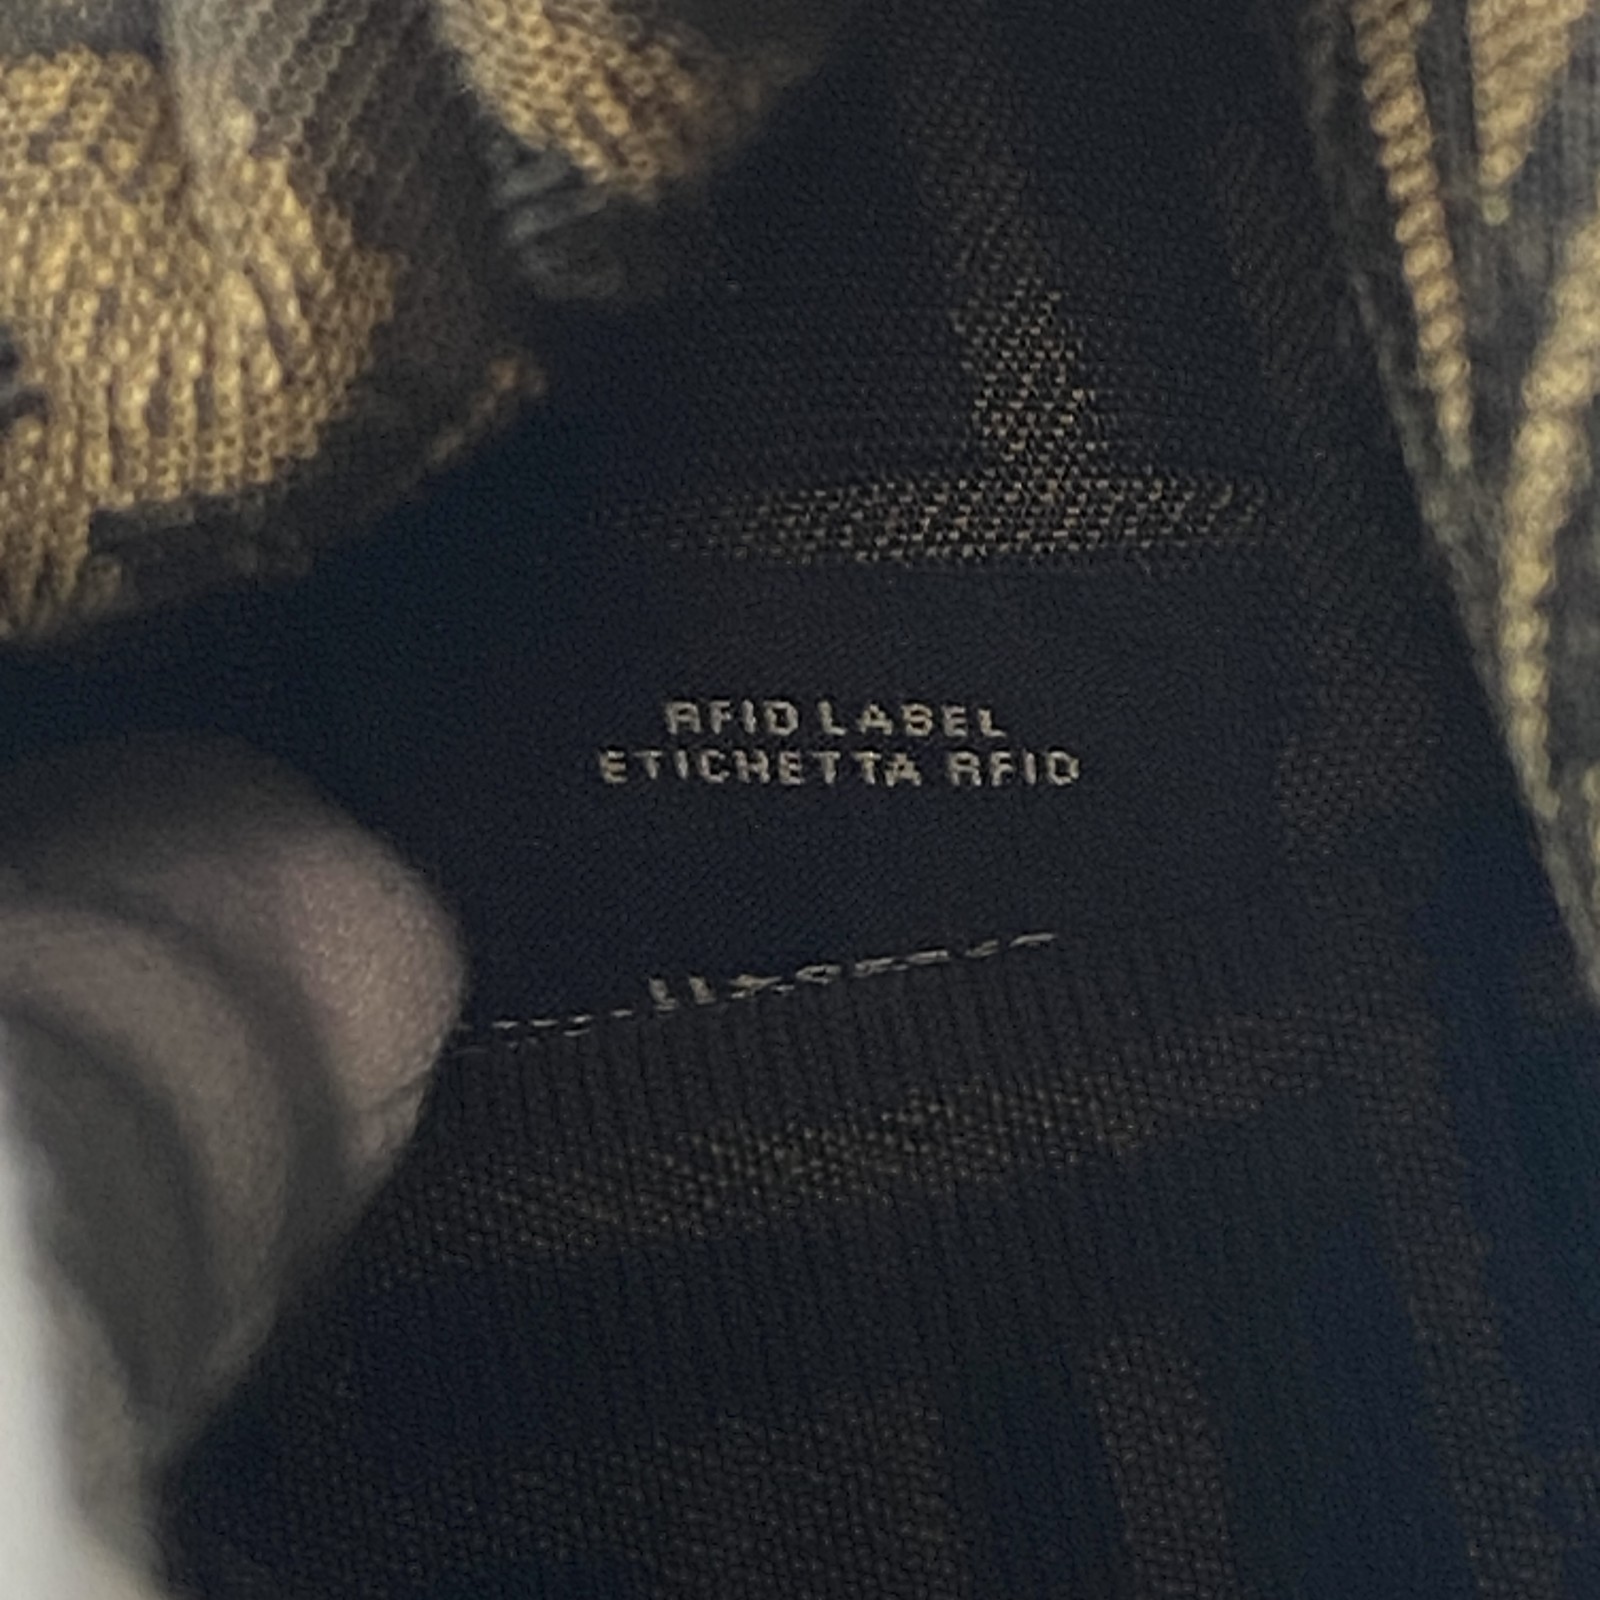 RFID LABEL
ETICHETTA RFID